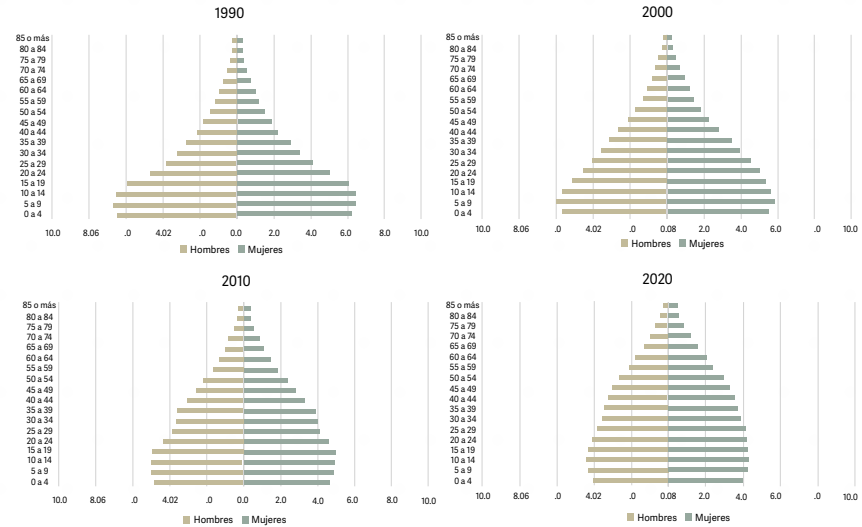 1990
85 o más
80 a 84
75 a 79
70 a 74
65 a 69
60 a 64
55 a 59
50 a 54
45 a 49
40 a 44
35 a 39
30 a 34
25 a 29
20 a 24
15 a 19
10 a 14
5 a 9
0 a 4
10.0 8.06 .0 4.02 .0 0.0 2.0 4.0 6.0 8.0 10.0
Hombres Mujeres
2000
85 o más
80 a 84
75 a 79
70 a 74
65 a 69
60 a 64
55 a 59
50 a 54
45 a 49
40 a 44
35 a 39
30 a 34
25 a 29
20 a 24
15 a 19
10 a 14
5 a 9
0 a 4
10.0 8.06 .0 4.02 .0 0.08 2.0 4.0 6.0 .0 10.0
Hombres Mujeres
2010
85 o más
80 a 84
75 a 79
70 a 74
65 a 69
60 a 64
55 a 59
50 a 54
45 a 49
40 a 44
35 a 39
30 a 34
25 a 29
20 a 24
15 a 19
10 a 14
5 a 9
0 a 4
10.0 8.06 .0 4.02 .0 0.0 2.0 4.0 6.0 8.0 10.0
Hombres Mujeres
2020
85 o más
80 a 84
75 a 79
70 a 74
65 a 69
60 a 64
55 a 59
50 a 54
45 a 49
40 a 44
35 a 39
30 a 34
25 a 29
20 a 24
15 a 19
10 a 14
5 a 9
0 a 4
10.0 8.06 .0 4.02 .0 0.08 2.0 4.0 6.0 .0 10.0
Hombres Mujeres